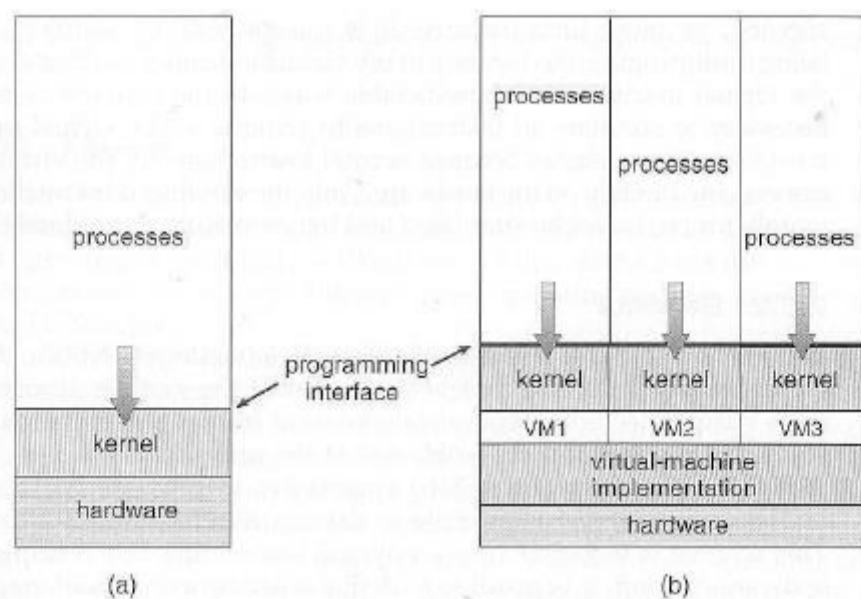 processes
kernel
hardware
(a)
programming
interface
processes
processes
processes
kernel
kernel
kernel
VM1
VM2
VM3
virtual-machine
implementation
hardware
(b)